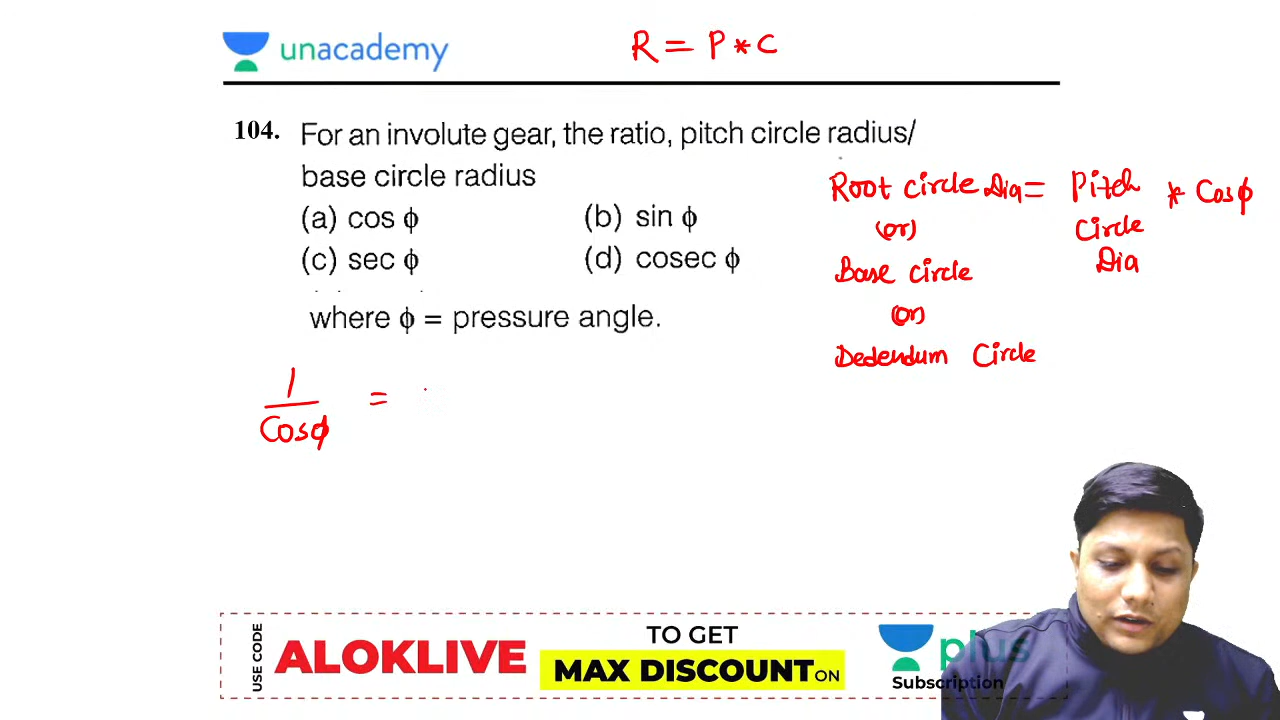 unacademy
R = P * C
104. For an involute gear, the ratio, pitch circle radius/
base circle radius
(a) cos ϕ (b) sin ϕ
(c) sec ϕ (d) cosec ϕ
where ϕ = pressure angle.
Root circle Dia = Pitch * Cosϕ
(or) Circle
Base circle Dia
(or)
Dedendum Circle
1
Cosϕ =
USE CODE
ALOKLIVE
TO GET
MAX DISCOUNT ON
plus
Subscription